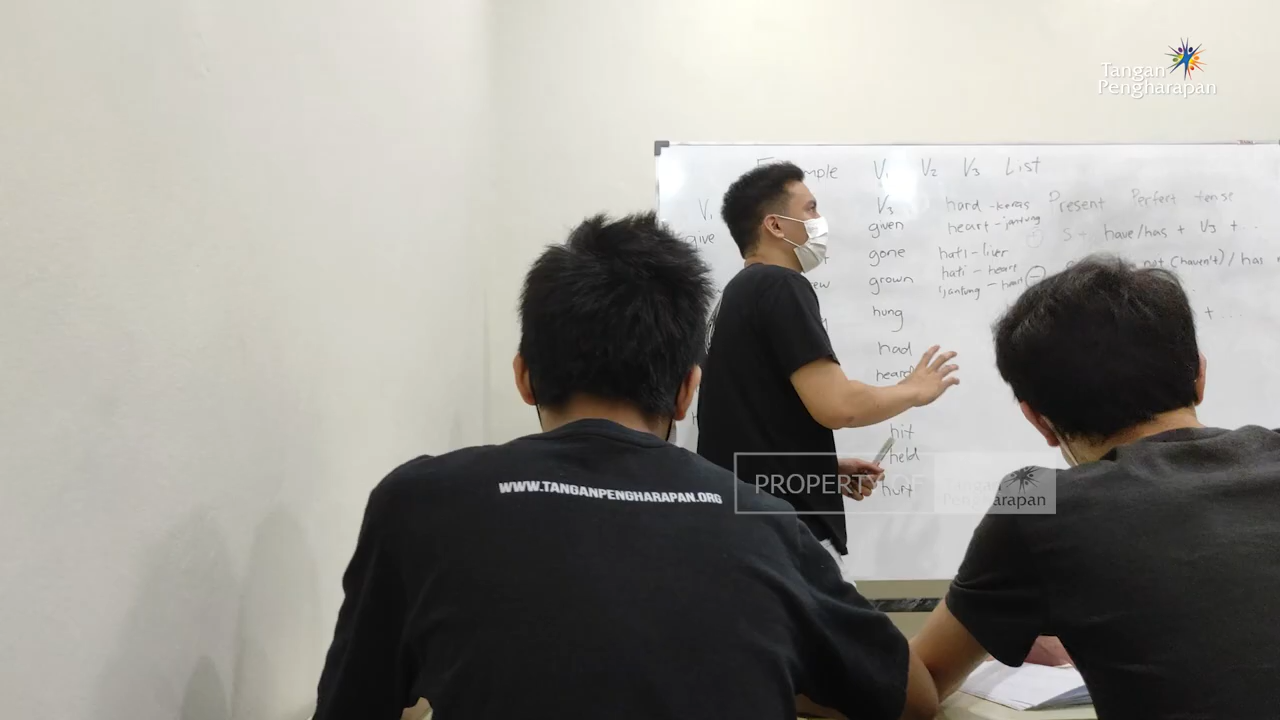 Tangan
Pengharapan
mple V1 V2 V3 List
V1
give
V3
given
gone
grown
hung
had
heard
hit
held
hurt
hard - keras
heart - jantung
hati - liver
hati - heart
jantung - heart
Present Perfect tense
S + have/has + V3 + ...
not (haven't) / has
+ ...
WWW.TANGANPENGHARAPAN.ORG
PROPERTY OF
Pengharapan